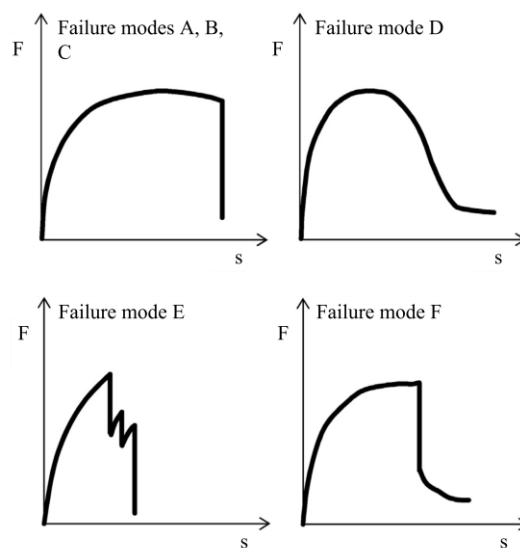 Failure modes A, B,
C
F
s
Failure mode D
F
s
Failure mode E
F
s
Failure mode F
F
s